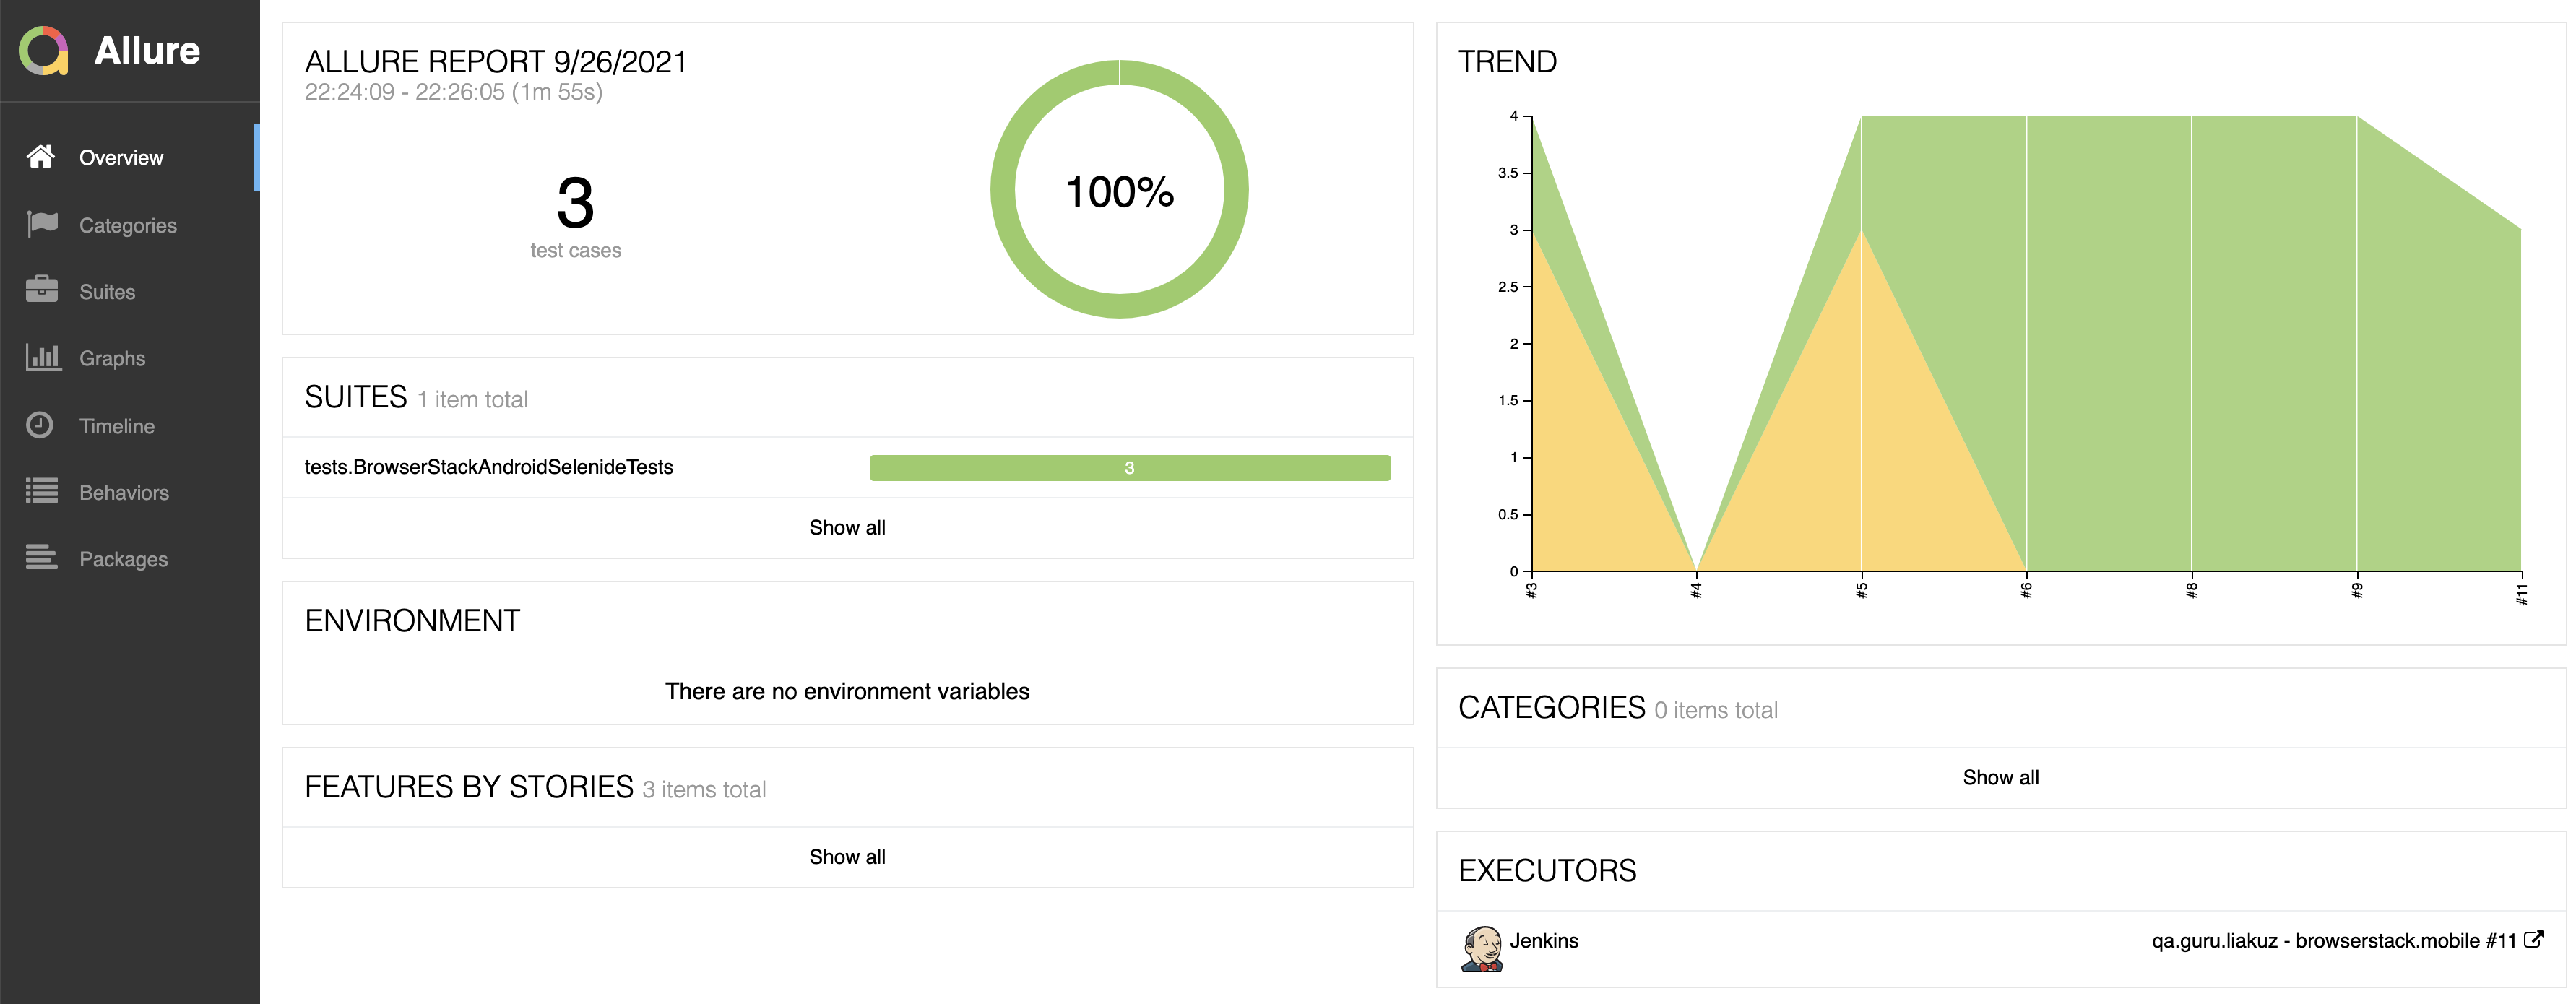 Allure
Overview
Categories
Suites
Graphs
Timeline
Behaviors
Packages
ALLURE REPORT 9/26/2021
22:24:09 - 22:26:05 (1m 55s)
3
test cases
100%
SUITES 1 item total
tests.BrowserStackAndroidSelenideTests 3
Show all
ENVIRONMENT
There are no environment variables
FEATURES BY STORIES 3 items total
Show all
TREND
4
3.5
3
2.5
2
1.5
1
0.5
0
#3 #4 #5 #6 #8 #9 #11
CATEGORIES 0 items total
Show all
EXECUTORS
Jenkins qa.guru.liakuz - browserstack.mobile #11